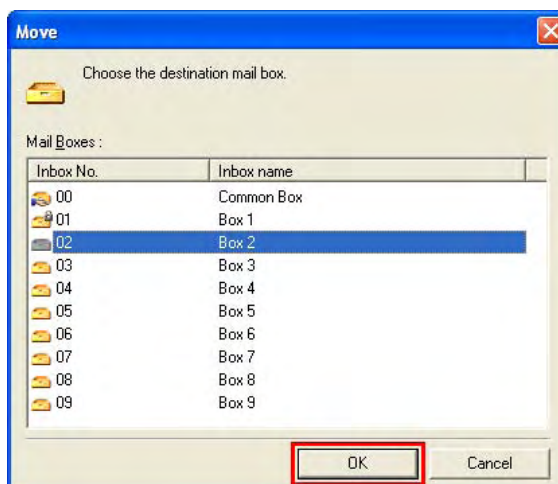 Move
Choose the destination mail box.
Mail Boxes :
Inbox No. Inbox name
00 Common Box
01 Box 1
02 Box 2
03 Box 3
04 Box 4
05 Box 5
06 Box 6
07 Box 7
08 Box 8
09 Box 9
OK Cancel